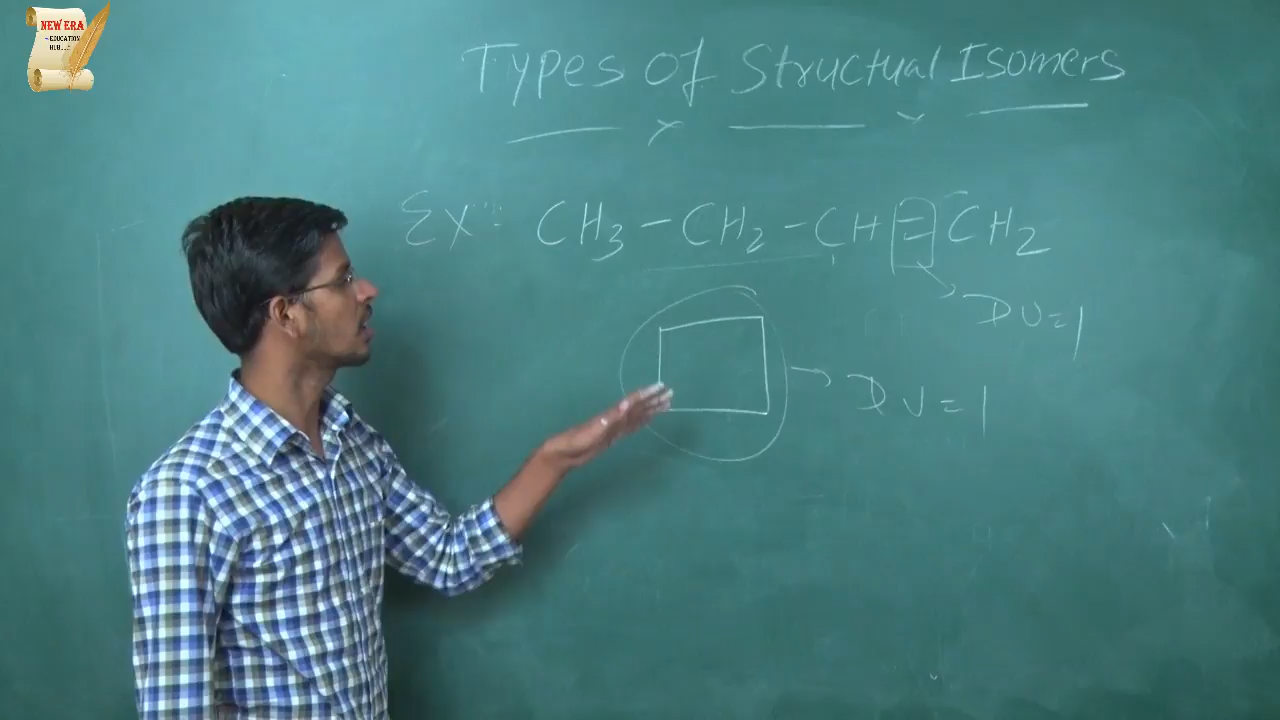 NEW ERA
EDUCATION
HUB...
Types of Structual Isomers
Ex: CH3 - CH2 - CH = CH2
DU=1
DU=1